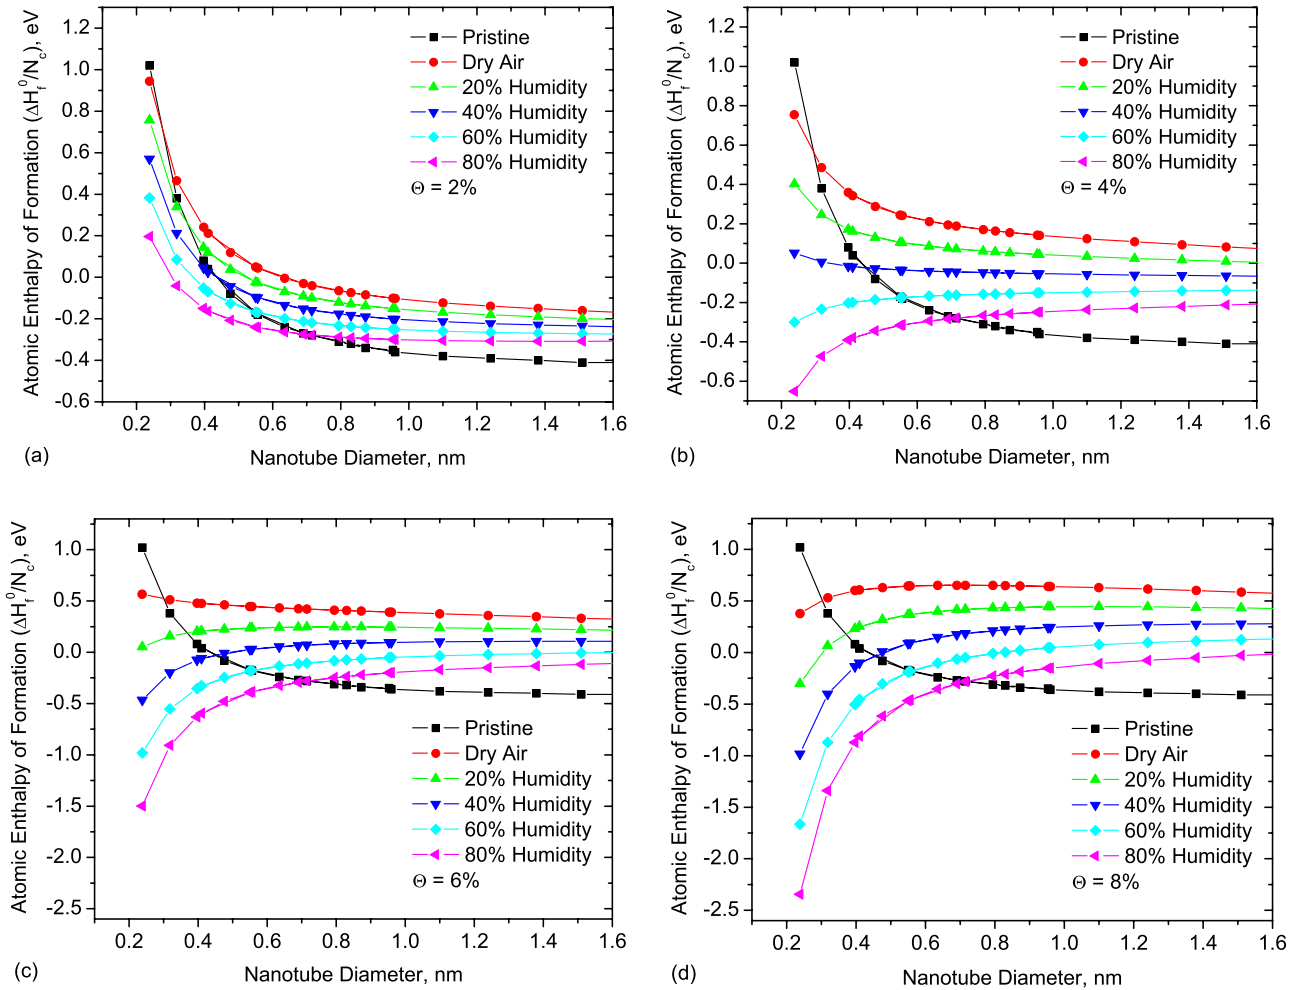 Atomic Enthalpy of Formation (ΔH_f^0/N_c), eV
1.2
1.0
0.8
0.6
0.4
0.2
0.0
-0.2
-0.4
-0.6
Pristine
Dry Air
20% Humidity
40% Humidity
60% Humidity
80% Humidity
Θ = 2%
0.2 0.4 0.6 0.8 1.0 1.2 1.4 1.6
(a)
Nanotube Diameter, nm
Atomic Enthalpy of Formation (ΔH_f^0/N_c), eV
1.2
1.0
0.8
0.6
0.4
0.2
0.0
-0.2
-0.4
-0.6
Pristine
Dry Air
20% Humidity
40% Humidity
60% Humidity
80% Humidity
Θ = 4%
0.2 0.4 0.6 0.8 1.0 1.2 1.4 1.6
(b)
Nanotube Diameter, nm
Atomic Enthalpy of Formation (ΔH_f^0/N_c), eV
1.0
0.5
0.0
-0.5
-1.0
-1.5
-2.0
-2.5
Pristine
Dry Air
20% Humidity
40% Humidity
60% Humidity
80% Humidity
Θ = 6%
0.2 0.4 0.6 0.8 1.0 1.2 1.4 1.6
(c)
Nanotube Diameter, nm
Atomic Enthalpy of Formation (ΔH_f^0/N_c), eV
1.0
0.5
0.0
-0.5
-1.0
-1.5
-2.0
-2.5
Pristine
Dry Air
20% Humidity
40% Humidity
60% Humidity
80% Humidity
Θ = 8%
0.2 0.4 0.6 0.8 1.0 1.2 1.4 1.6
(d)
Nanotube Diameter, nm